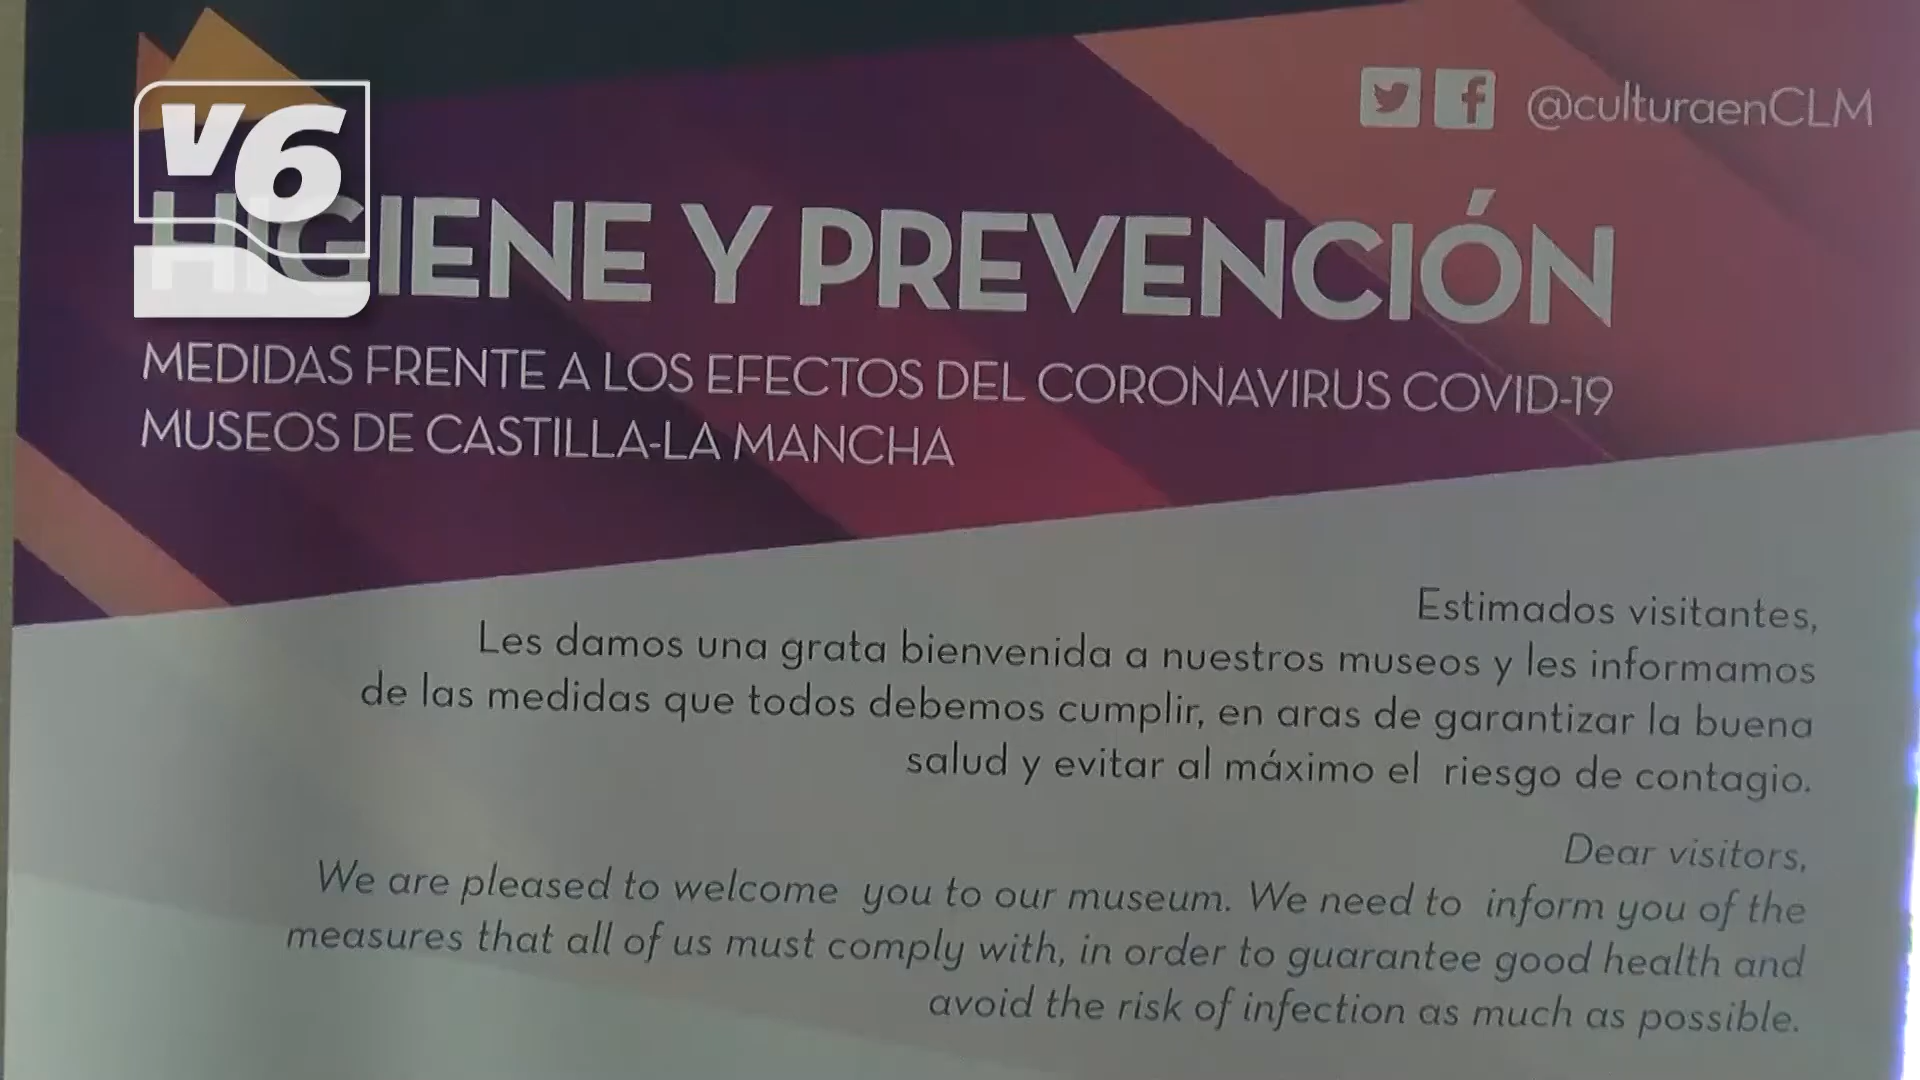 V6
@culturaenCLM
HIGIENE Y PREVENCIÓN
MEDIDAS FRENTE A LOS EFECTOS DEL CORONAVIRUS COVID-19
MUSEOS DE CASTILLA-LA MANCHA
Estimados visitantes,
Les damos una grata bienvenida a nuestros museos y les informamos
de las medidas que todos debemos cumplir, en aras de garantizar la buena
salud y evitar al máximo el riesgo de contagio.
Dear visitors,
We are pleased to welcome you to our museum. We need to inform you of the
measures that all of us must comply with, in order to guarantee good health and
avoid the risk of infection as much as possible.